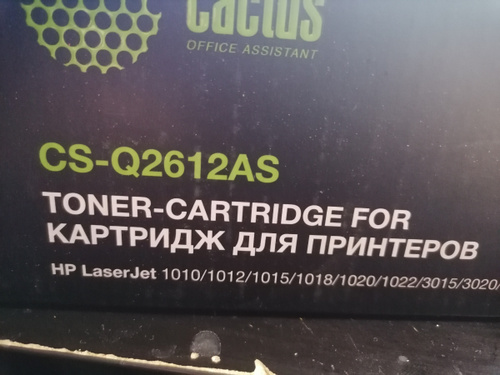 cactus
OFFICE ASSISTANT
CS-Q2612AS
TONER-CARTRIDGE FOR
КАРТРИДЖ ДЛЯ ПРИНТЕРОВ
HP LaserJet 1010/1012/1015/1018/1020/1022/3015/3020/